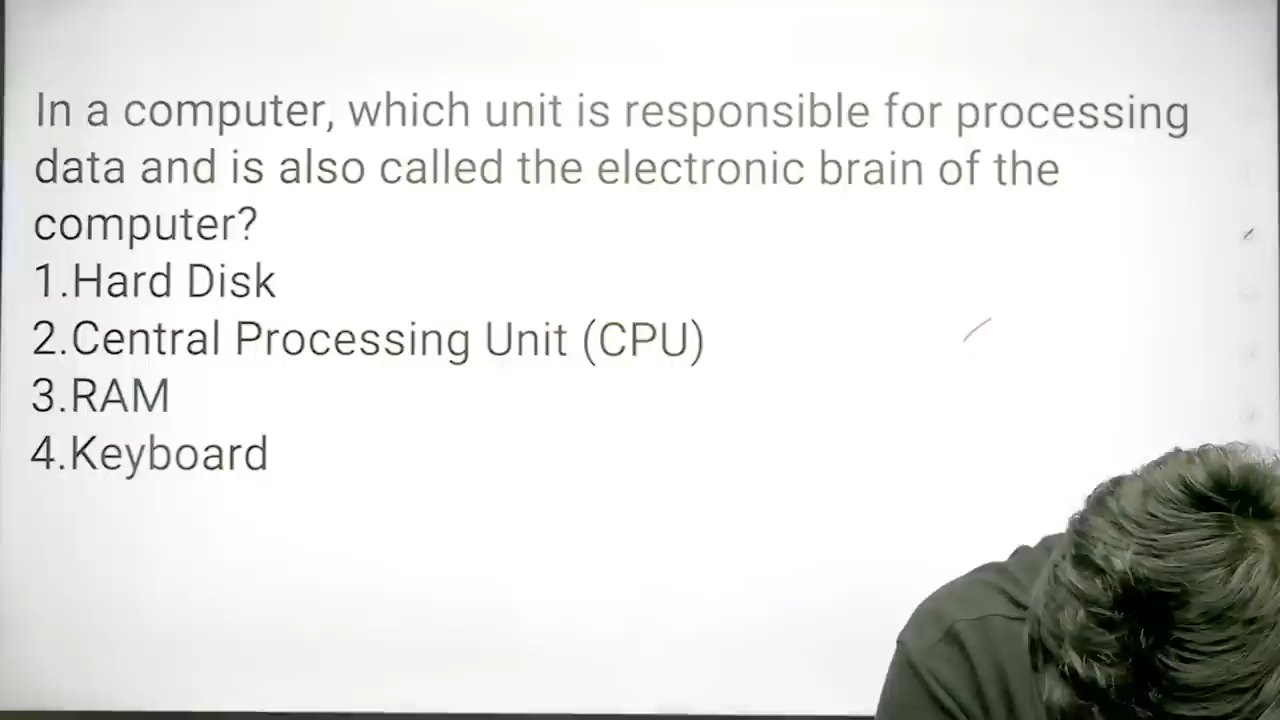 In a computer, which unit is responsible for processing
data and is also called the electronic brain of the
computer?
1.Hard Disk
2.Central Processing Unit (CPU)
3.RAM
4.Keyboard